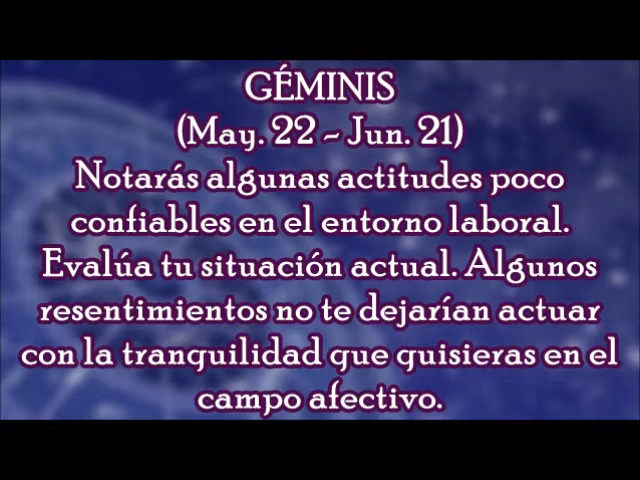 GÉMINIS
(May. 22 - Jun. 21)
Notarás algunas actitudes poco
confiables en el entorno laboral.
Evalúa tu situación actual. Algunos
resentimientos no te dejarían actuar
con la tranquilidad que quisieras en el
campo afectivo.